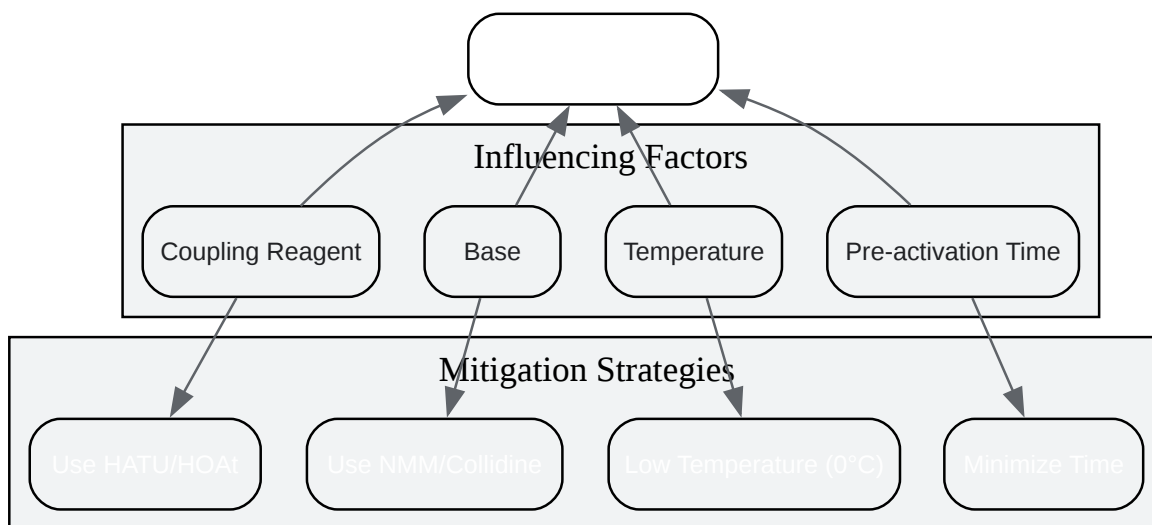 Influencing Factors
Coupling Reagent
Base
Temperature
Pre-activation Time
Mitigation Strategies
Use HATU/HOAt
Use NMM/Collidine
Low Temperature (0°C)
Minimize Time